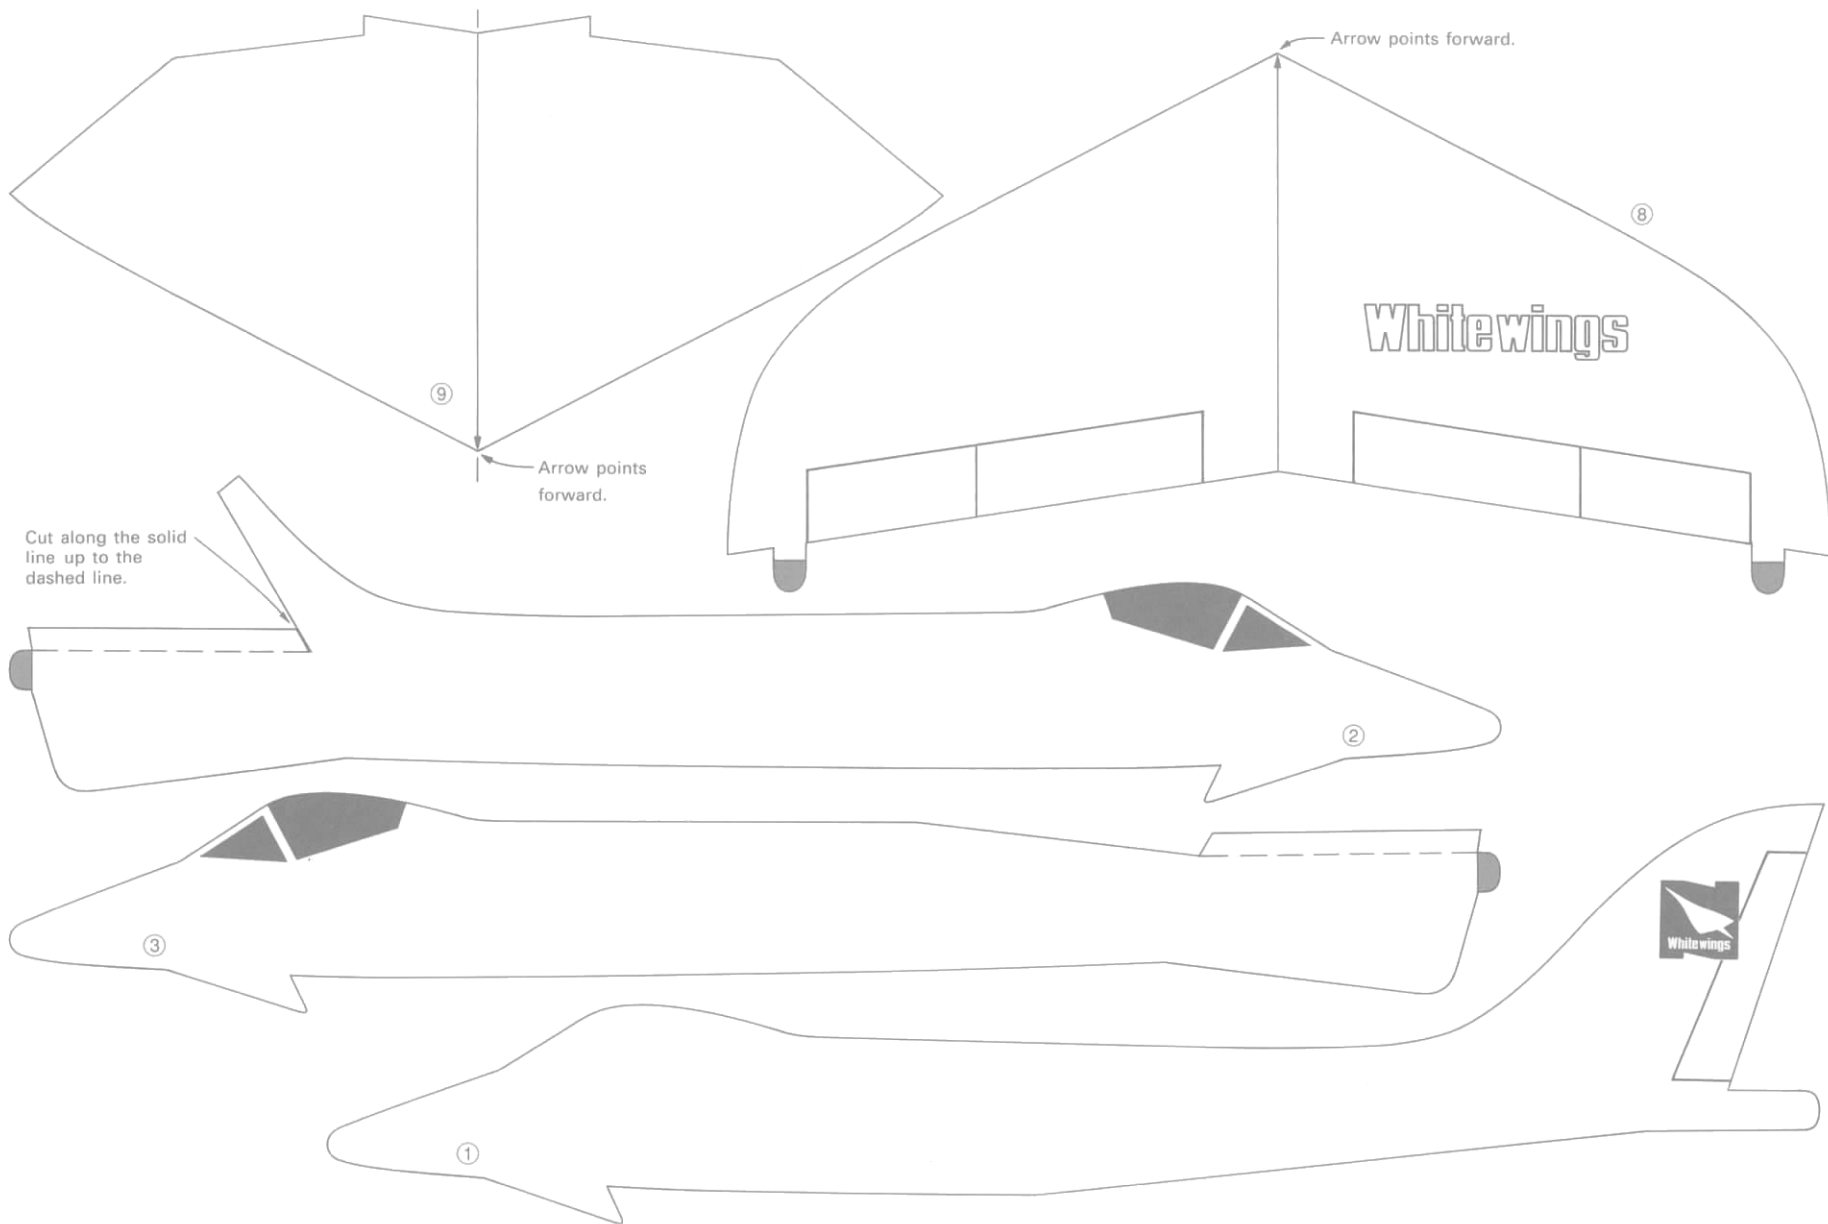 Arrow points forward.
⑧
Whitewings
⑨
Arrow points
forward.
Cut along the solid
line up to the
dashed line.
②
③
Whitewings
①